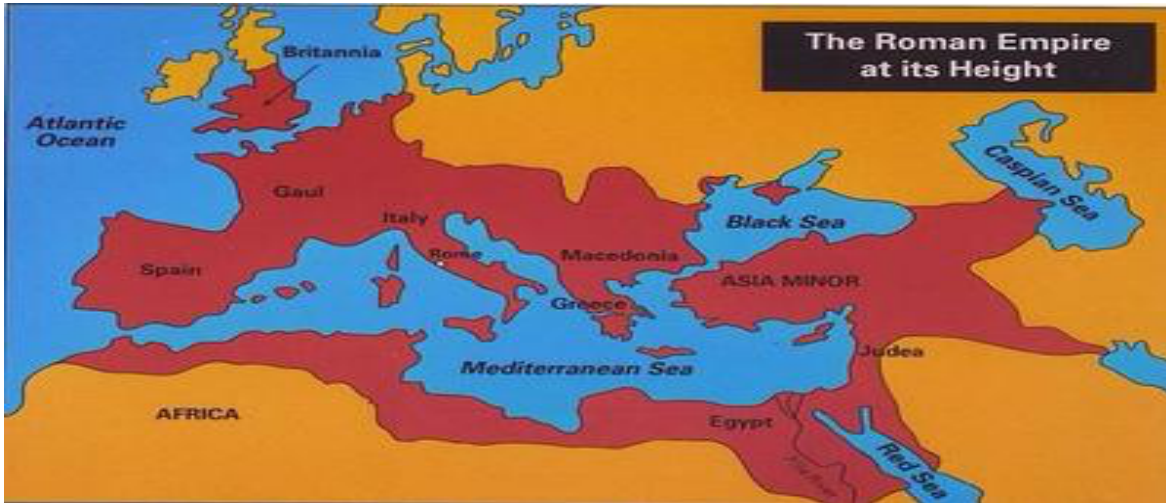 The Roman Empire
at its Height
Britannia
Atlantic
Ocean
Caspian Sea
Gaul
Italy
Black Sea
Rome
Macedonia
Spain
ASIA MINOR
Greece
Judea
Mediterranean Sea
AFRICA
Egypt
Red Sea